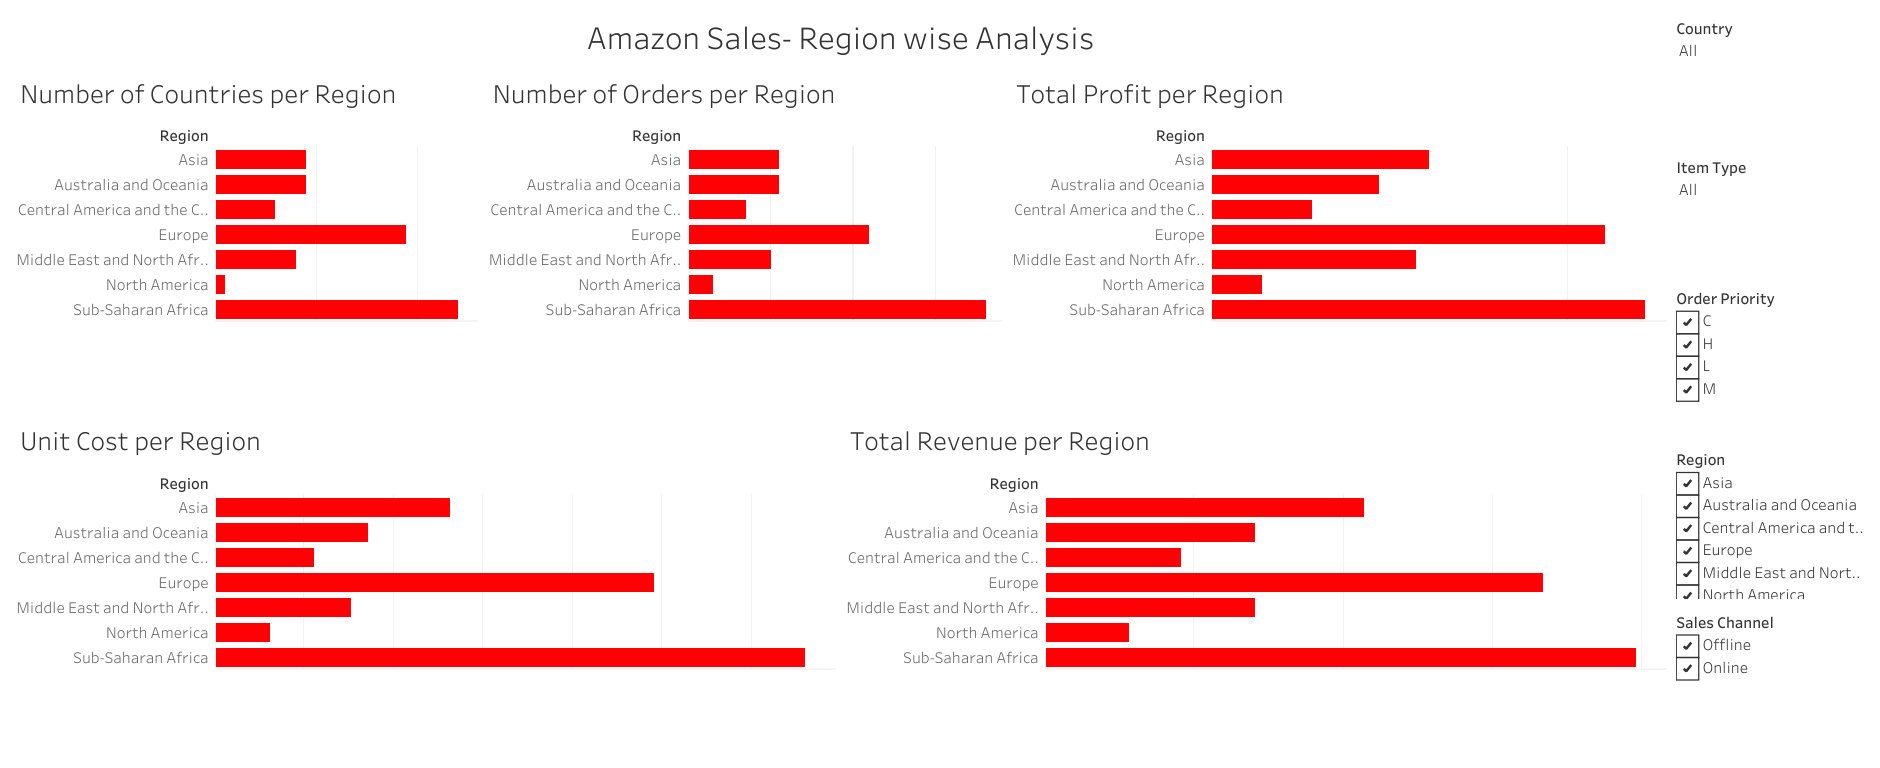 Amazon Sales- Region wise Analysis
Number of Countries per Region
Region
Asia
Australia and Oceania
Central America and the C..
Europe
Middle East and North Afr..
North America
Sub-Saharan Africa
Number of Orders per Region
Region
Asia
Australia and Oceania
Central America and the C..
Europe
Middle East and North Afr..
North America
Sub-Saharan Africa
Total Profit per Region
Region
Asia
Australia and Oceania
Central America and the C..
Europe
Middle East and North Afr..
North America
Sub-Saharan Africa
Unit Cost per Region
Region
Asia
Australia and Oceania
Central America and the C..
Europe
Middle East and North Afr..
North America
Sub-Saharan Africa
Total Revenue per Region
Region
Asia
Australia and Oceania
Central America and the C..
Europe
Middle East and North Afr..
North America
Sub-Saharan Africa
Country
All
Item Type
All
Order Priority
C
H
L
M
Region
Asia
Australia and Oceania
Central America and t..
Europe
Middle East and Nort..
North America
Sales Channel
Offline
Online